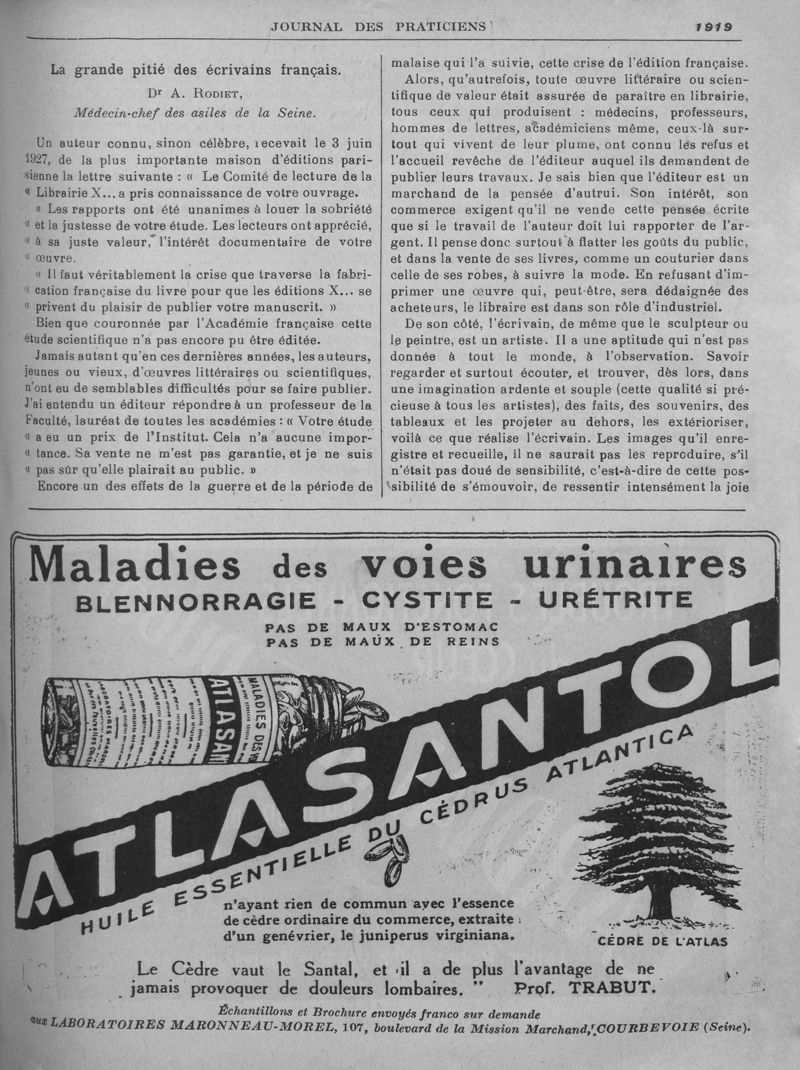 JOURNAL DES PRATICIENS
1919
La grande pitié des écrivains français.
Dr A. RODIET,
Médecin-chef des asiles de la Seine.
Un auteur connu, sinon célèbre, recevait le 3 juin
1927, de la plus importante maison d'éditions pari-
sienne la lettre suivante : « Le Comité de lecture de la
« Librairie X... a pris connaissance de votre ouvrage.
« Les rapports ont été unanimes à louer la sobriété
« et la justesse de votre étude. Les lecteurs ont apprécié,
« à sa juste valeur, l'intérêt documentaire de votre
« œuvre.
« Il faut véritablement la crise que traverse la fabri-
« cation française du livre pour que les éditions X... se
« privent du plaisir de publier votre manuscrit. »
Bien que couronnée par l'Académie française cette
étude scientifique n'a pas encore pu être éditée.
Jamais autant qu'en ces dernières années, les auteurs,
jeunes ou vieux, d'œuvres littéraires ou scientifiques,
n'ont eu de semblables difficultés pour se faire publier.
J'ai entendu un éditeur répondre à un professeur de la
Faculté, lauréat de toutes les académies : « Votre étude
« a eu un prix de l'Institut. Cela n'a aucune impor-
« tance. Sa vente ne m'est pas garantie, et je ne suis
« pas sûr qu'elle plairait au public. »
Encore un des effets de la guerre et de la période de
malaise qui l'a suivie, cette crise de l'édition française.
Alors, qu'autrefois, toute œuvre littéraire ou scien-
tifique de valeur était assurée de paraître en librairie,
tous ceux qui produisent : médecins, professeurs,
hommes de lettres, académiciens même, ceux-là sur-
tout qui vivent de leur plume, ont connu les refus et
l'accueil revêche de l'éditeur auquel ils demandent de
publier leurs travaux. Je sais bien que l'éditeur est un
marchand de la pensée d'autrui. Son intérêt, son
commerce exigent qu'il ne vende cette pensée écrite
que si le travail de l'auteur doit lui rapporter de l'ar-
gent. Il pense donc surtout à flatter les goûts du public,
et dans la vente de ses livres, comme un couturier dans
celle de ses robes, à suivre la mode. En refusant d'im-
primer une œuvre qui, peut-être, sera dédaignée des
acheteurs, le libraire est dans son rôle d'industriel.
De son côté, l'écrivain, de même que le sculpteur ou
le peintre, est un artiste. Il a une aptitude qui n'est pas
donnée à tout le monde, à l'observation. Savoir
regarder et surtout écouter, et trouver, dès lors, dans
une imagination ardente et souple (cette qualité si pré-
cieuse à tous les artistes), des faits, des souvenirs, des
tableaux et les projeter au dehors, les extérioriser,
voilà ce que réalise l'écrivain. Les images qu'il enre-
gistre et recueille, il ne saurait pas les reproduire, s'il
n'était pas doué de sensibilité, c'est-à-dire de cette pos-
sibilité de s'émouvoir, de ressentir intensément la joie
Maladies des voies urinaires
BLENNORRAGIE - CYSTITE - URÉTRITE
PAS DE MAUX D'ESTOMAC
PAS DE MAUX DE REINS
MALADIES DES
ATLASAN
ATLASANTOL
HUILE ESSENTIELLE DU CÉDRUS ATLANTICA
n'ayant rien de commun avec l'essence
de cèdre ordinaire du commerce, extraite
d'un genévrier, le juniperus virginiana.
CÈDRE DE L'ATLAS
Le Cèdre vaut le Santal, et il a de plus l'avantage de ne
jamais provoquer de douleurs lombaires. " Prof. TRABUT.
Échantillons et Brochure envoyés franco sur demande
aux LABORATOIRES MARONNEAU-MOREL, 107, boulevard de la Mission Marchand, COURBEVOIE (Seine).